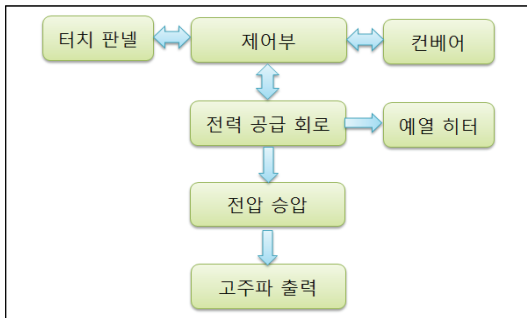 터치 판넬
제어부
컨베어
전력 공급 회로
예열 히터
전압 승압
고주파 출력